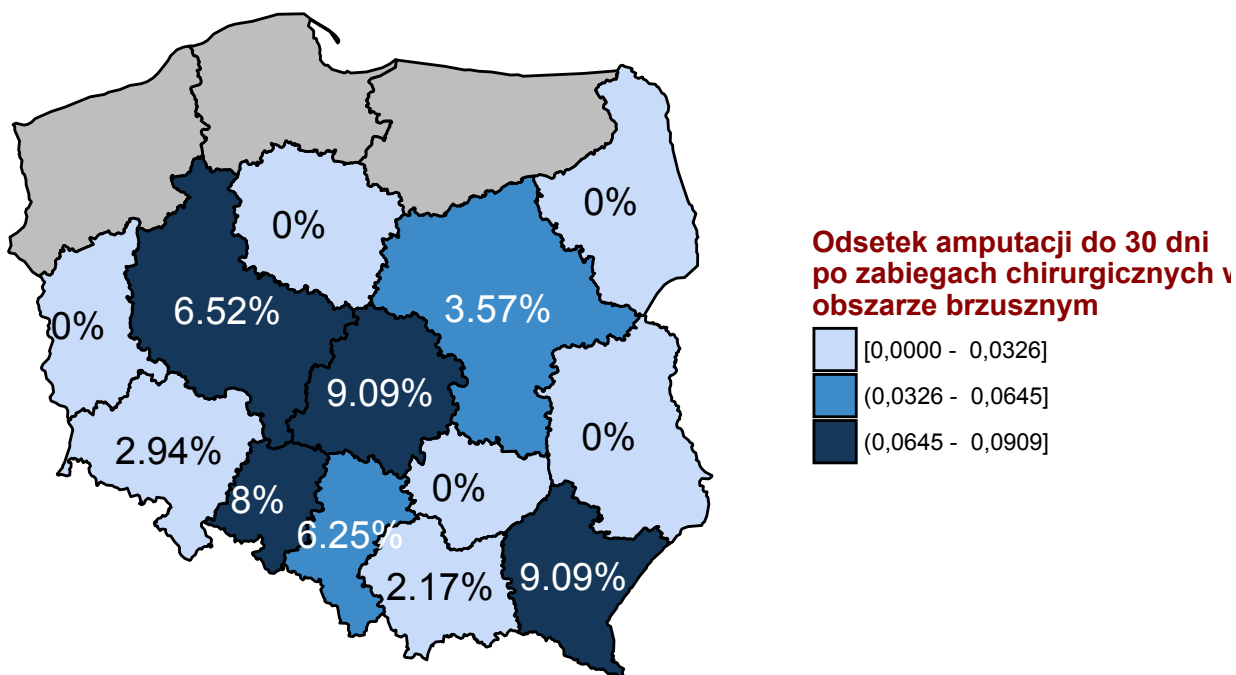 0%
0%
6.52%
3.57%
0%
9.09%
0%
2.94%
0%
8%
6.25%
2.17%
9.09%
Odsetek amputacji do 30 dni
po zabiegach chirurgicznych
obszarze brzusznym
[0,0000 - 0,0326]
(0,0326 - 0,0645]
(0,0645 - 0,0909]